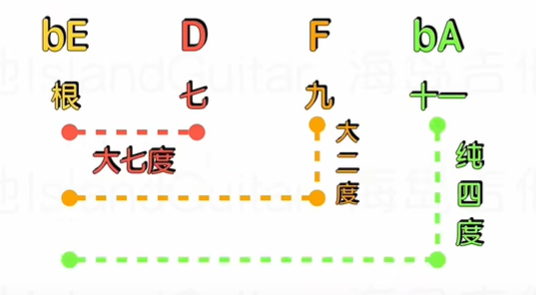 bE D F bA
根 七 九 十一
大七度
大二度
纯四度
IslandGuitar 海岛吉他
IslandGuitar 海岛吉他